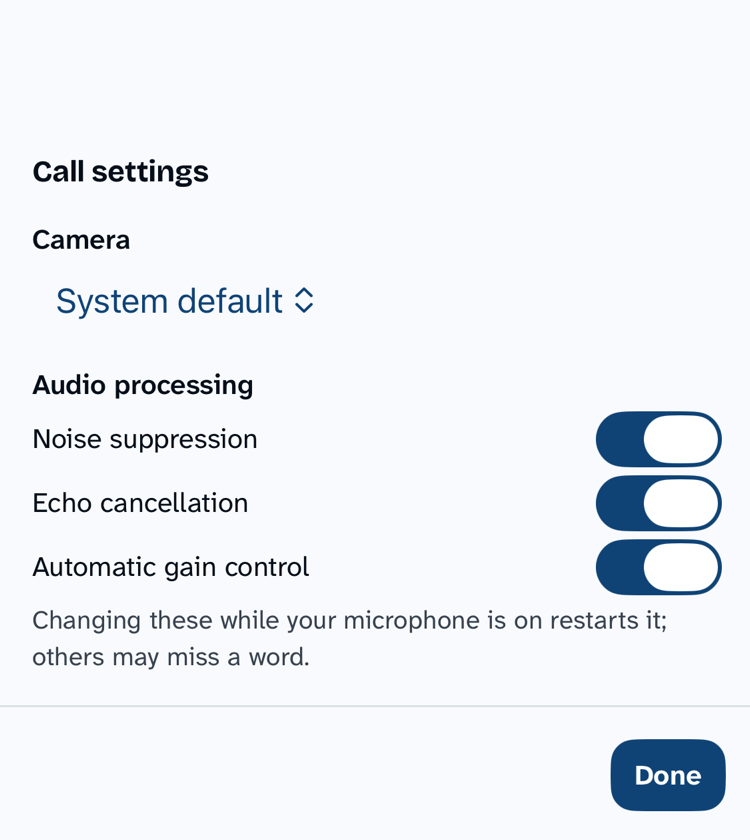 Call settings
Camera
System default
Audio processing
Noise suppression
Echo cancellation
Automatic gain control
Changing these while your microphone is on restarts it;
others may miss a word.
Done